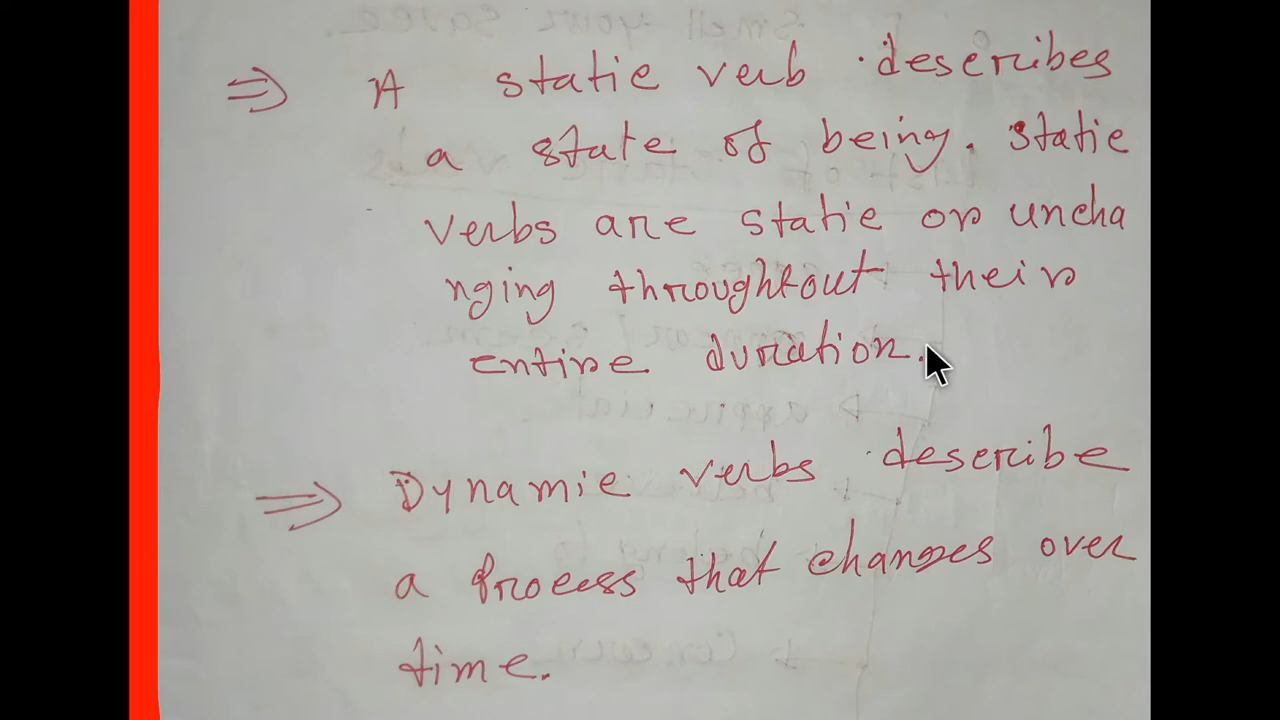 ⇒ A static verb describes
a state of being. static
verbs are static or uncha
nging throughtout their
entire duration.
⇒ Dynamic verbs describe
a process that changes over
time.